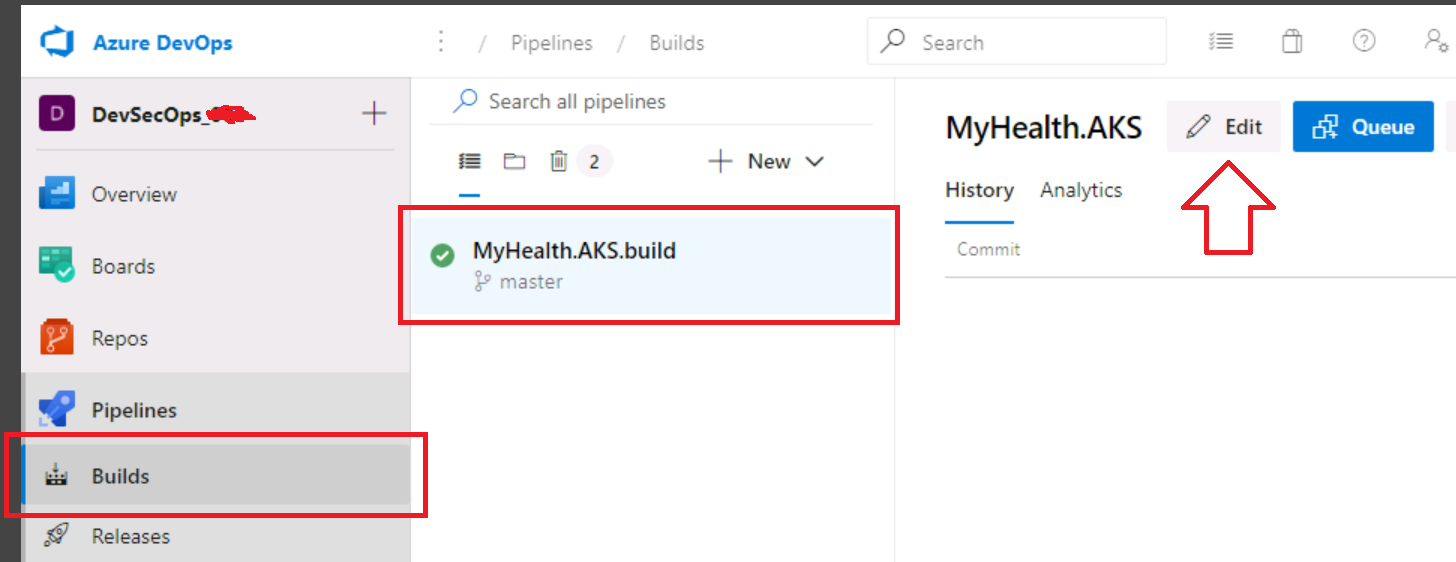 Azure DevOps
/ Pipelines / Builds
Search
D
DevSecOps_
Overview
Boards
Repos
Pipelines
Builds
Releases
Search all pipelines
2
New
MyHealth.AKS.build
master
MyHealth.AKS
Edit
Queue
History
Analytics
Commit